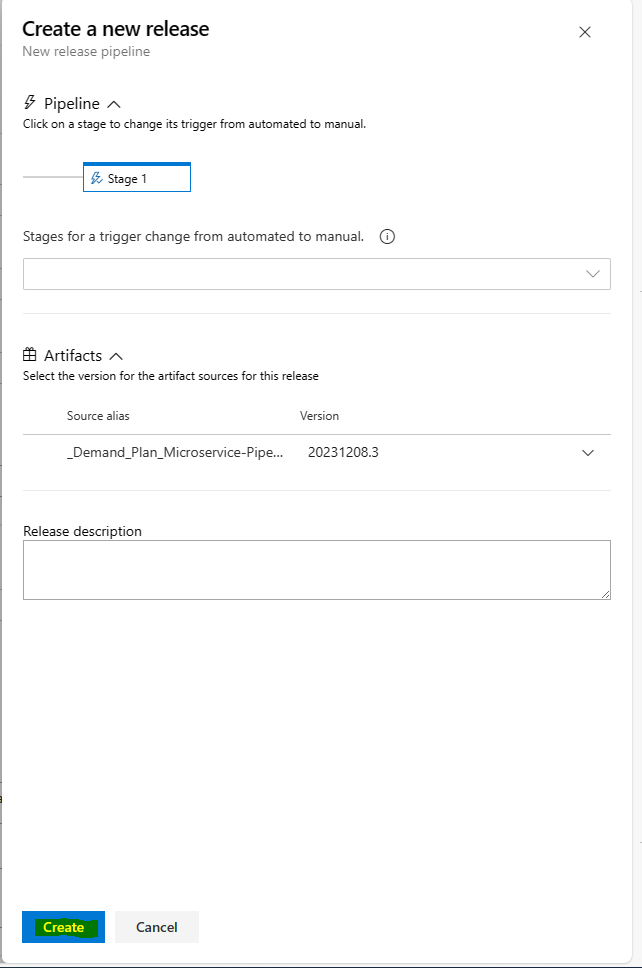 Create a new release
New release pipeline
Pipeline
Click on a stage to change its trigger from automated to manual.
Stage 1
Stages for a trigger change from automated to manual.
Artifacts
Select the version for the artifact sources for this release
Source alias Version
_Demand_Plan_Microservice-Pipe... 20231208.3
Release description
Create Cancel